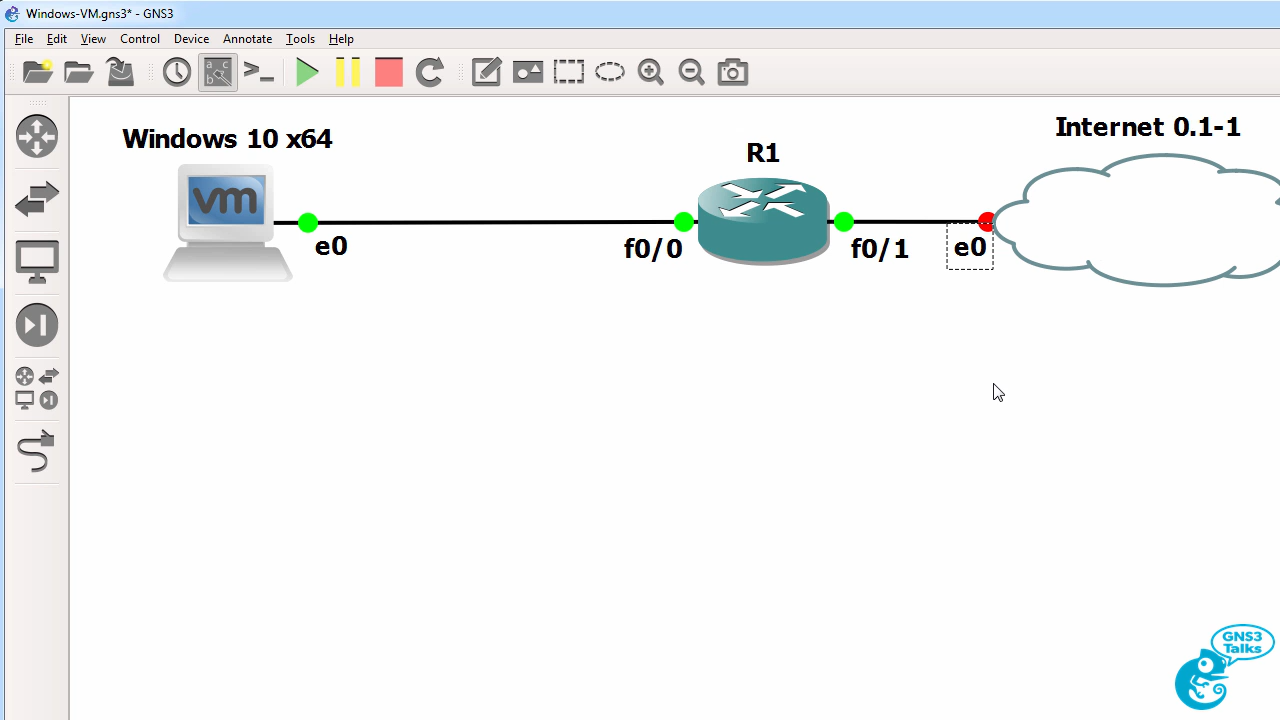 Windows-VM.gns3* - GNS3
File Edit View Control Device Annotate Tools Help
a c
b
>_
Windows 10 x64
Internet 0.1-1
R1
vm
e0
f0/0
f0/1
e0
GNS3
Talks